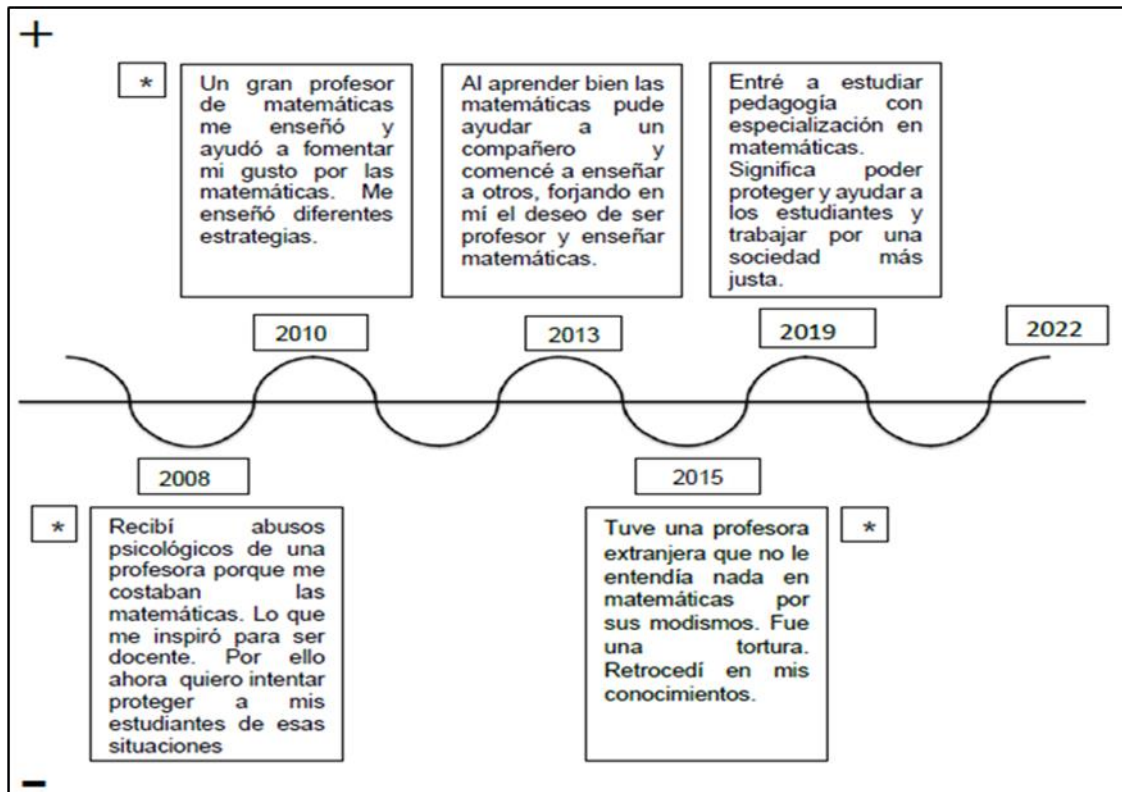 +
*
Un gran profesor
de matemáticas
me enseñó y
ayudó a fomentar
mi gusto por las
matemáticas. Me
enseñó diferentes
estrategias.
Al aprender bien las
matemáticas pude
ayudar a un
compañero y
comencé a enseñar
a otros, forjando en
mí el deseo de ser
profesor y enseñar
matemáticas.
Entré a estudiar
pedagogía con
especialización en
matemáticas.
Significa poder
proteger y ayudar a
los estudiantes y
trabajar por una
sociedad más
justa.
2010
2013
2019
2022
2008
2015
*
Recibí abusos
psicológicos de una
profesora porque me
costaban las
matemáticas. Lo que
me inspiró para ser
docente. Por ello
ahora quiero intentar
proteger a mis
estudiantes de esas
situaciones
Tuve una profesora
extranjera que no le
entendía nada en
matemáticas por
sus modismos. Fue
una tortura.
Retrocedí en mis
conocimientos.
*
-